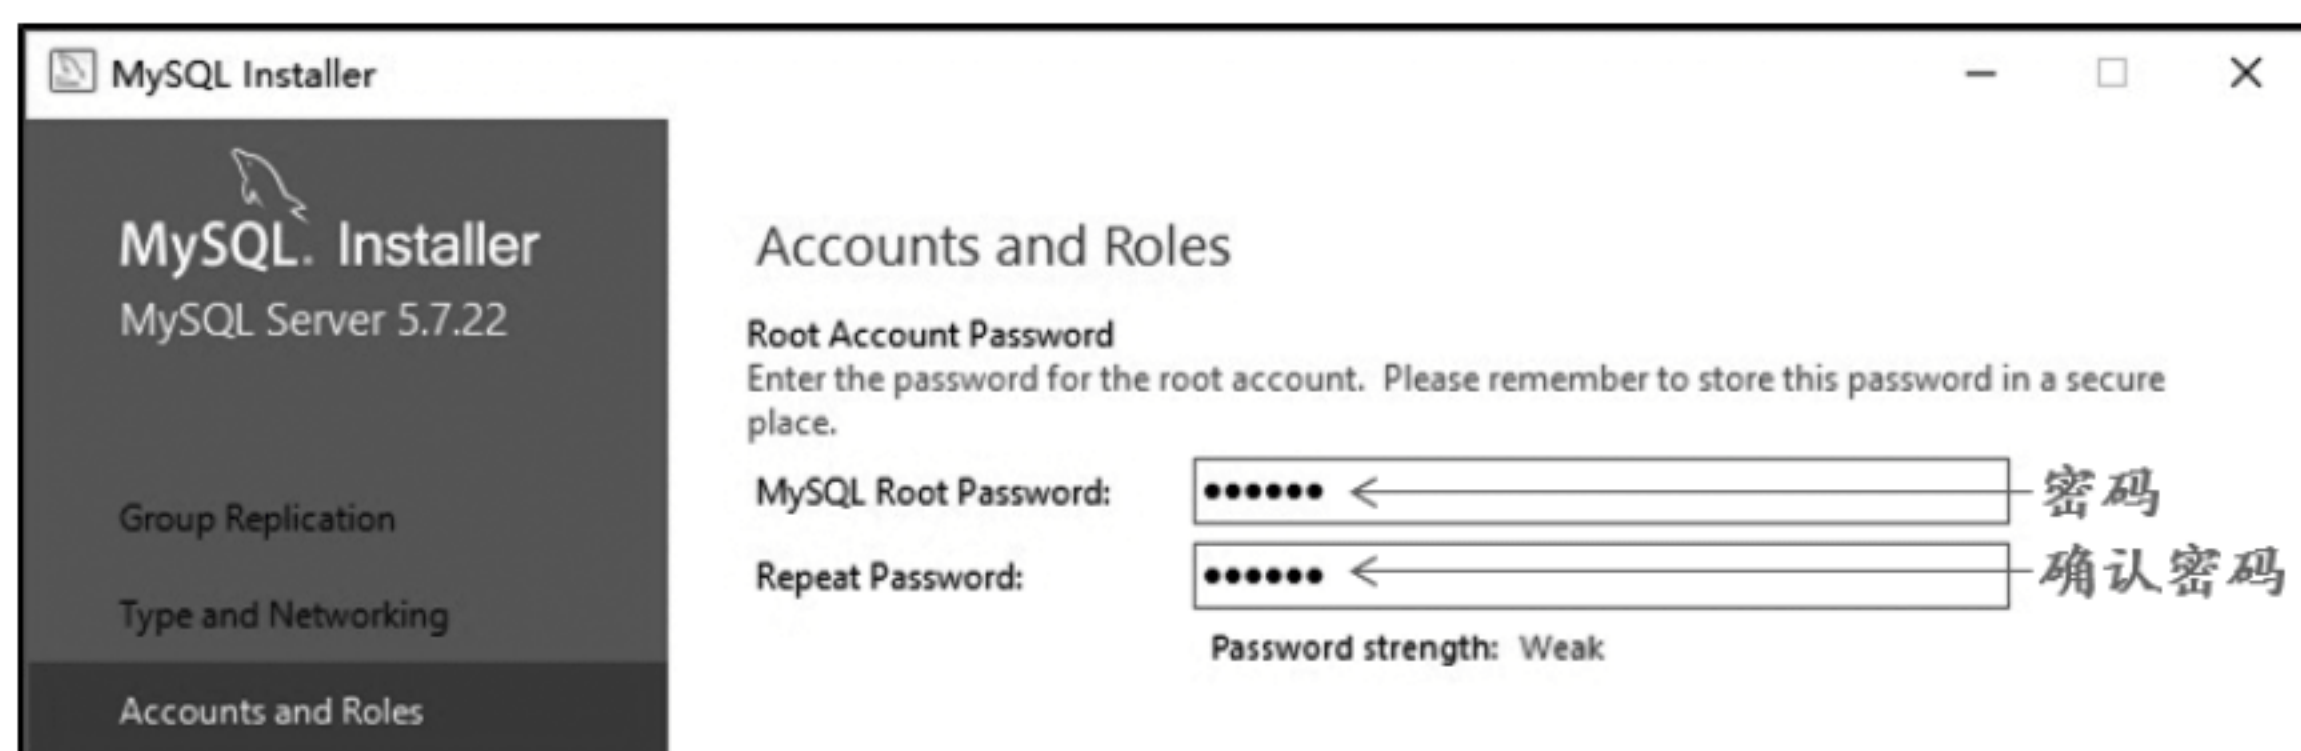 MySQL Installer
MySQL. Installer
MySQL Server 5.7.22
Group Replication
Type and Networking
Accounts and Roles
Accounts and Roles
Root Account Password
Enter the password for the root account. Please remember to store this password in a secure
place.
MySQL Root Password: ●●●●●● 密码
Repeat Password: ●●●●●● 确认密码
Password strength: Weak